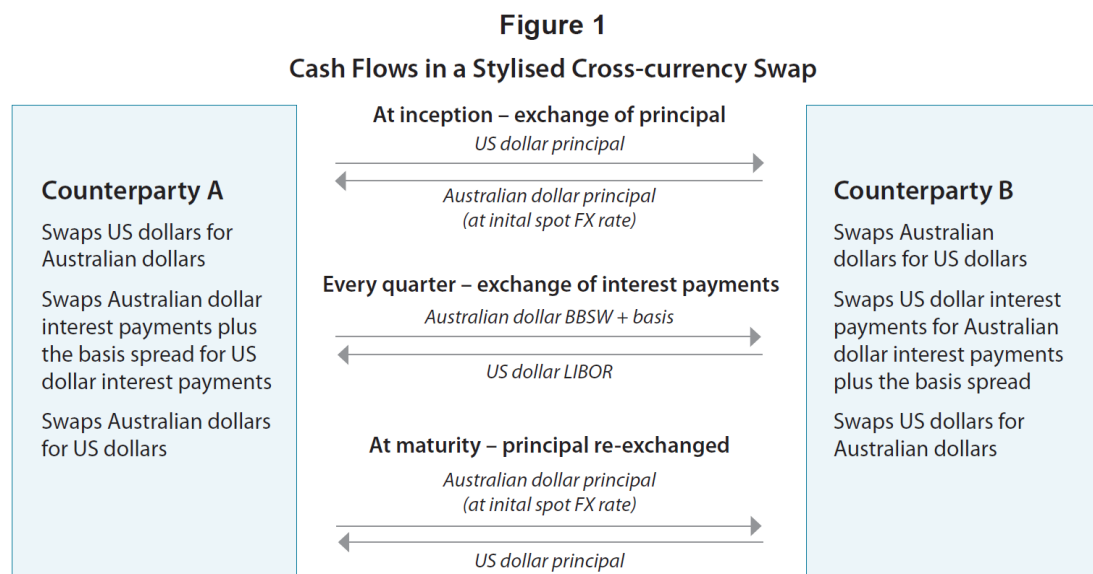 Figure 1
Cash Flows in a Stylised Cross-currency Swap
Counterparty A
Swaps US dollars for
Australian dollars
Swaps Australian dollar
interest payments plus
the basis spread for US
dollar interest payments
Swaps Australian dollars
for US dollars
At inception – exchange of principal
US dollar principal
Australian dollar principal
(at inital spot FX rate)
Every quarter – exchange of interest payments
Australian dollar BBSW + basis
US dollar LIBOR
At maturity – principal re-exchanged
Australian dollar principal
(at inital spot FX rate)
US dollar principal
Counterparty B
Swaps Australian
dollars for US dollars
Swaps US dollar interest
payments for Australian
dollar interest payments
plus the basis spread
Swaps US dollars for
Australian dollars